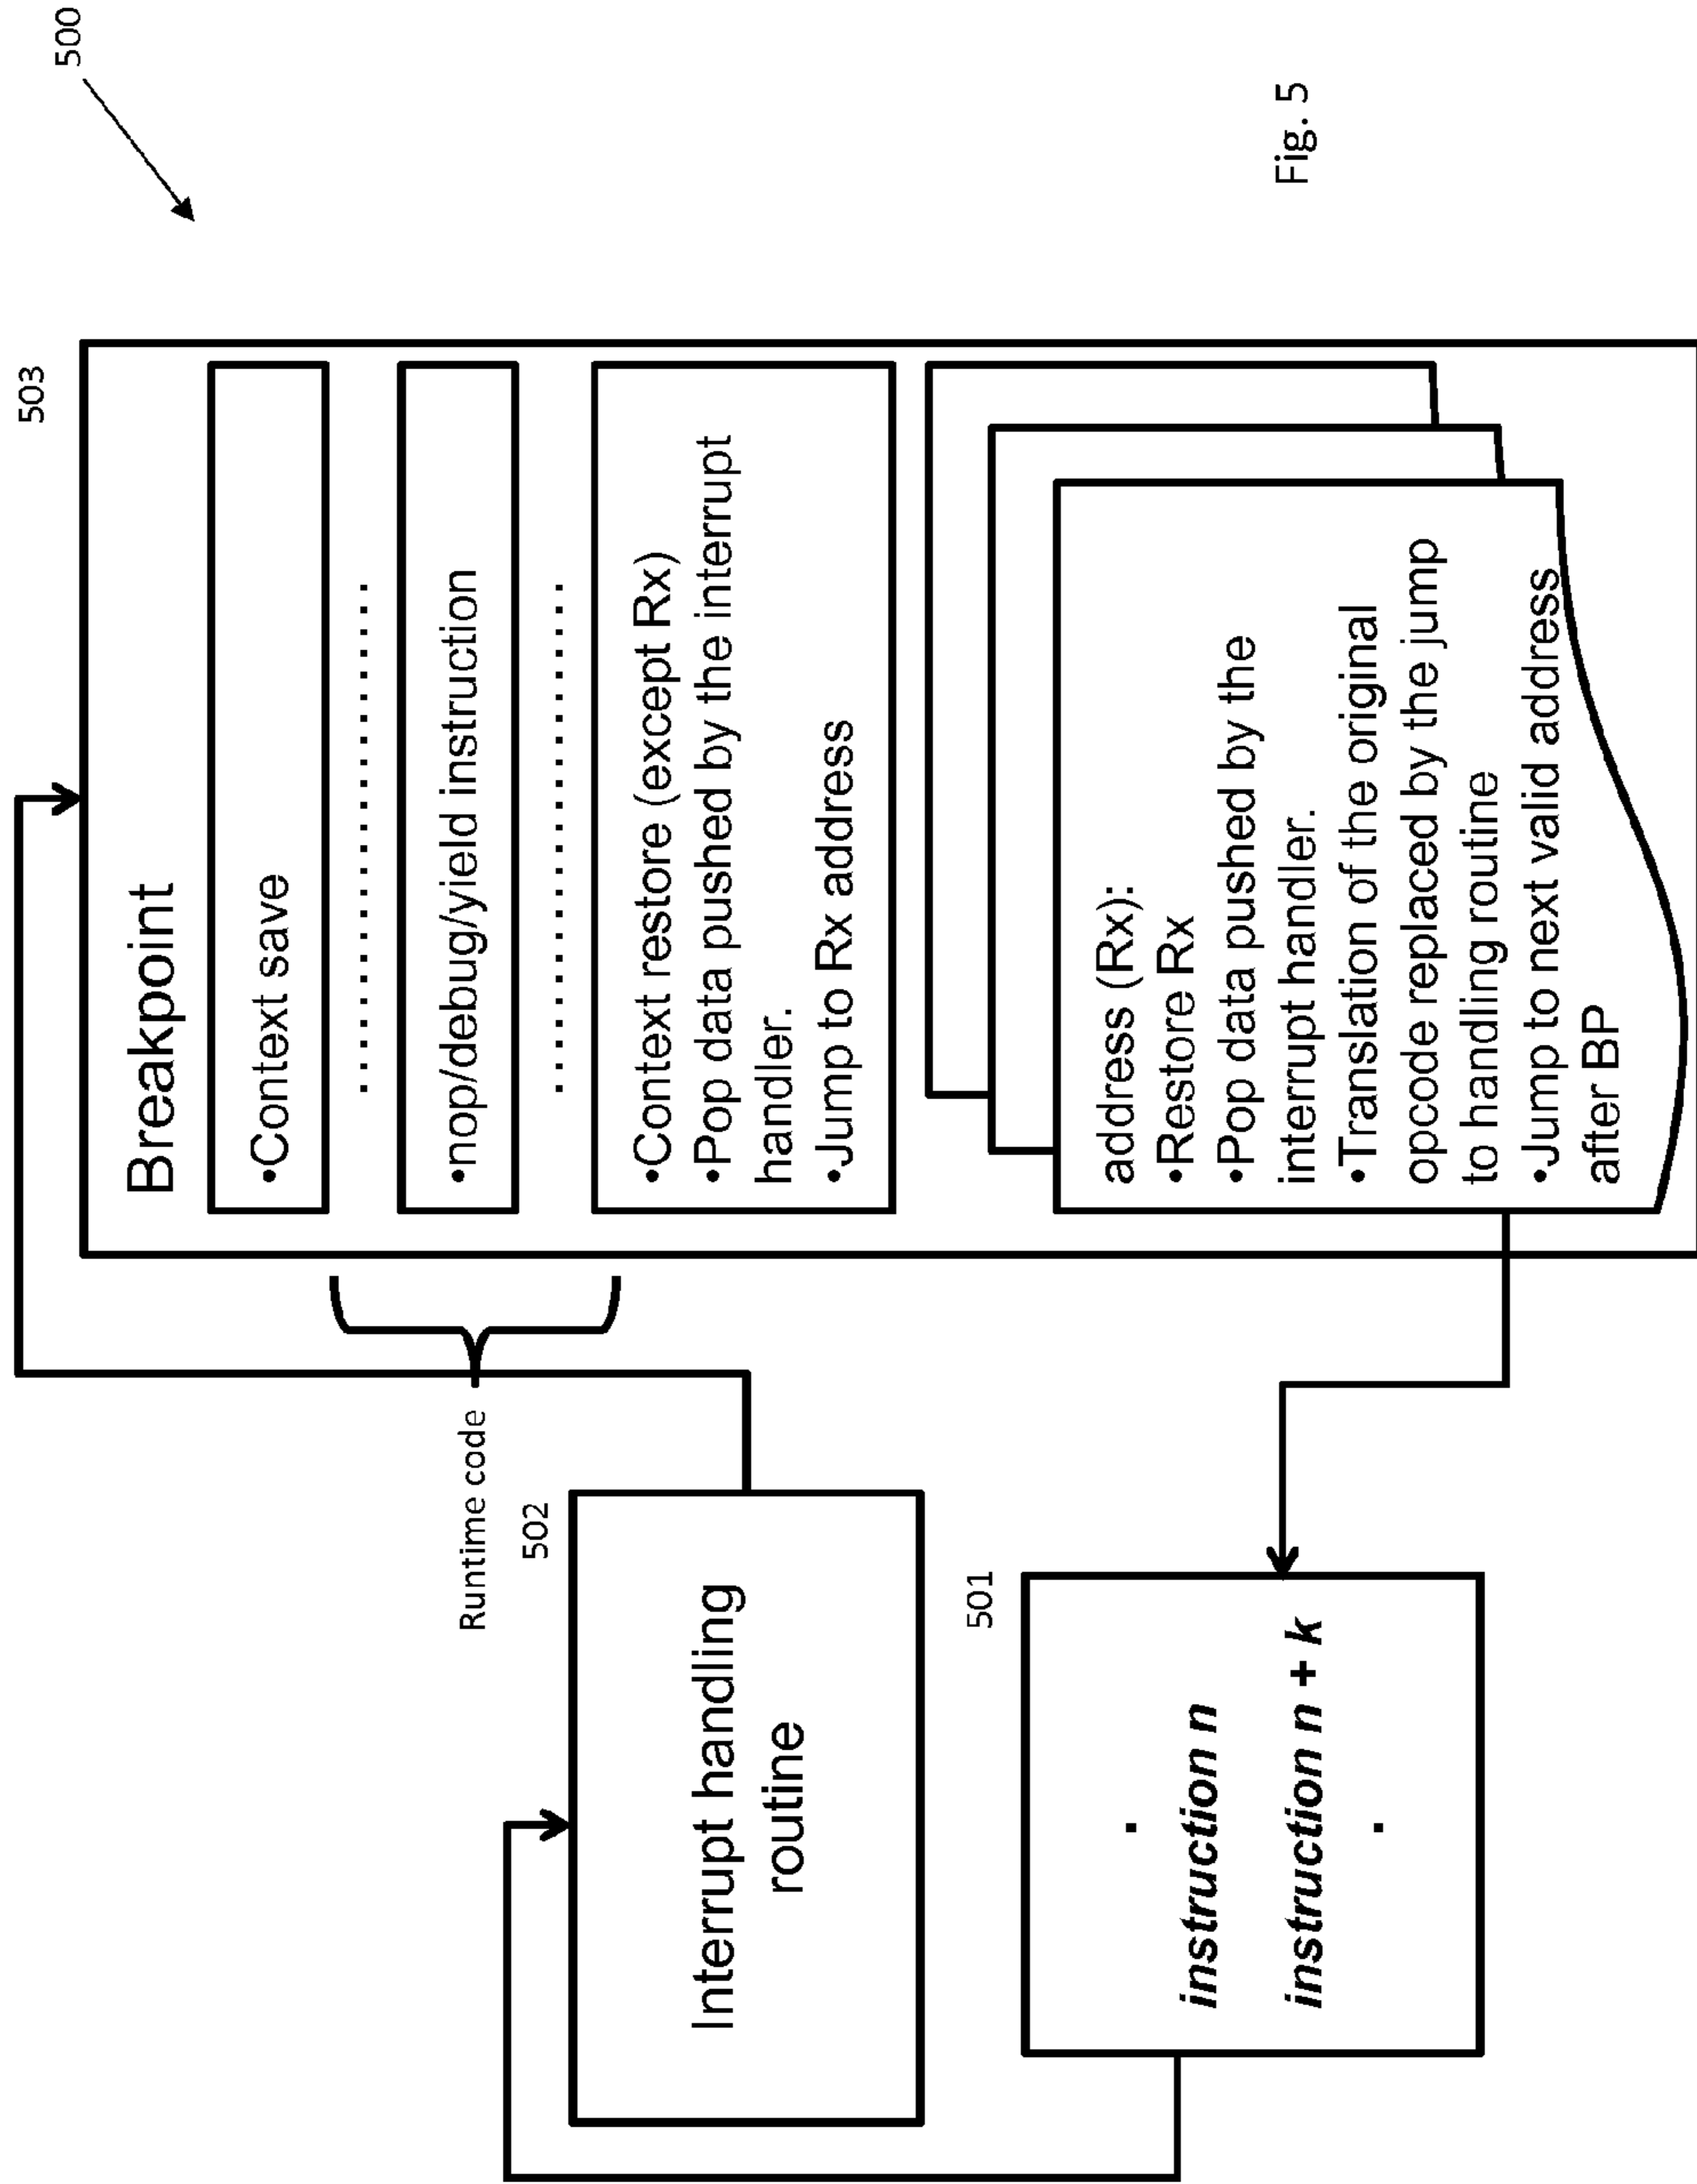 500
503
Breakpoint
•Context save
..................
•nop/debug/yield instruction
..................
•Context restore (except Rx)
•Pop data pushed by the interrupt
handler.
•Jump to Rx address
address (Rx):
•Restore Rx
•Pop data pushed by the
interrupt handler.
•Translation of the original
opcode replaced by the jump
to handling routine
•Jump to next valid address
after BP
Runtime code
502
Interrupt handling
routine
501
.
instruction n
instruction n + k
.
Fig. 5